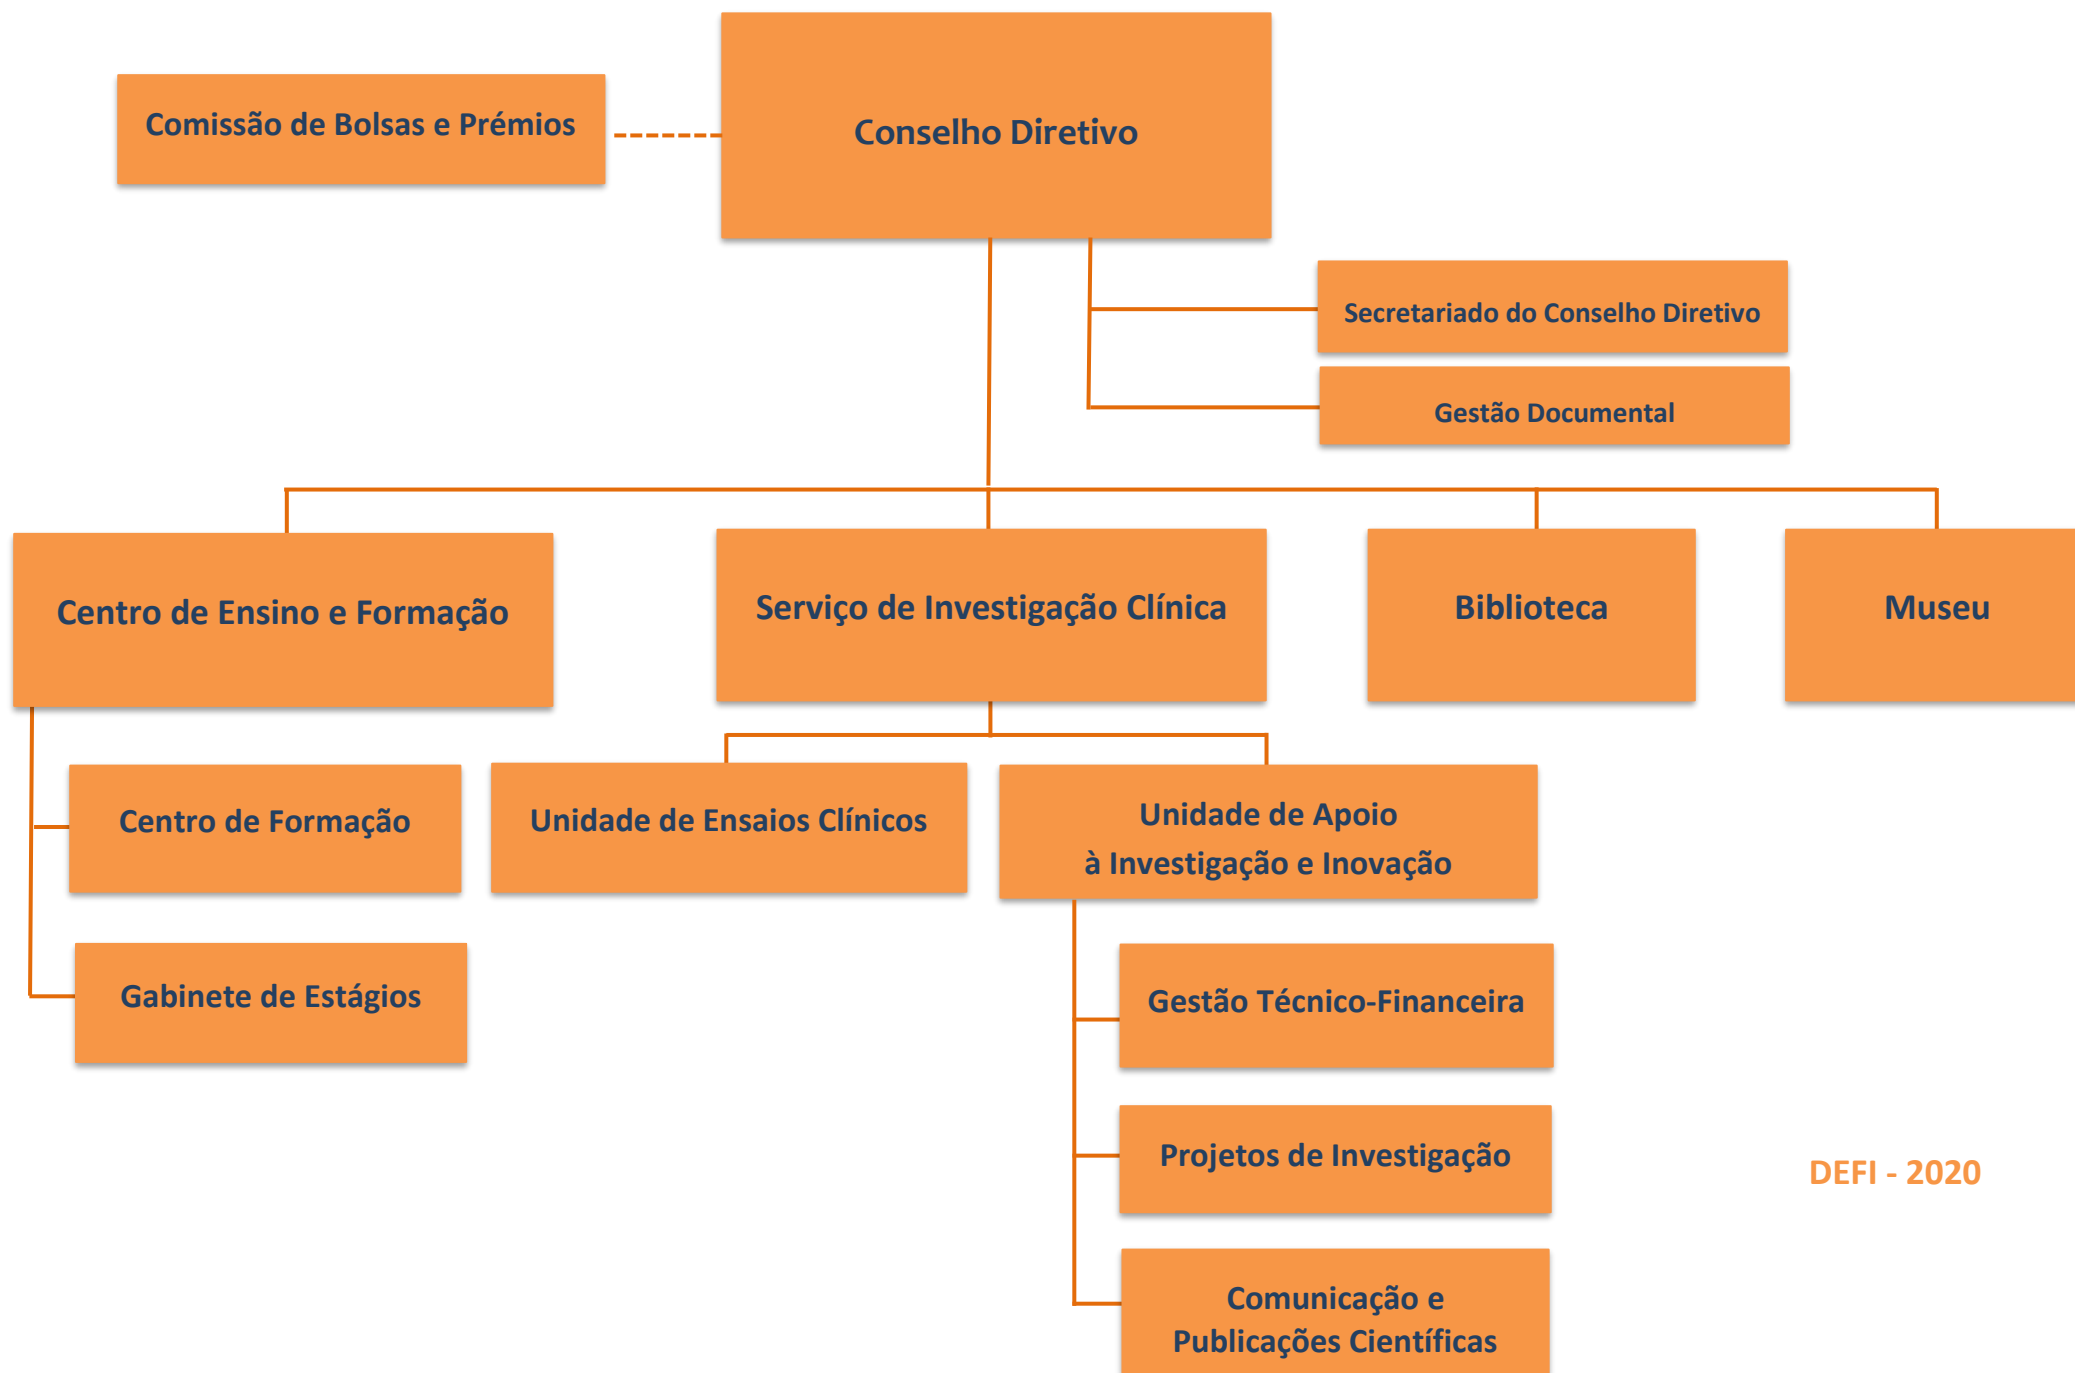 Comissão de Bolsas e Prémios
Conselho Diretivo
Secretariado do Conselho Diretivo
Gestão Documental
Centro de Ensino e Formação
Serviço de Investigação Clínica
Biblioteca
Museu
Centro de Formação
Unidade de Ensaios Clínicos
Unidade de Apoio
à Investigação e Inovação
Gabinete de Estágios
Gestão Técnico-Financeira
Projetos de Investigação
DEFI - 2020
Comunicação e
Publicações Científicas